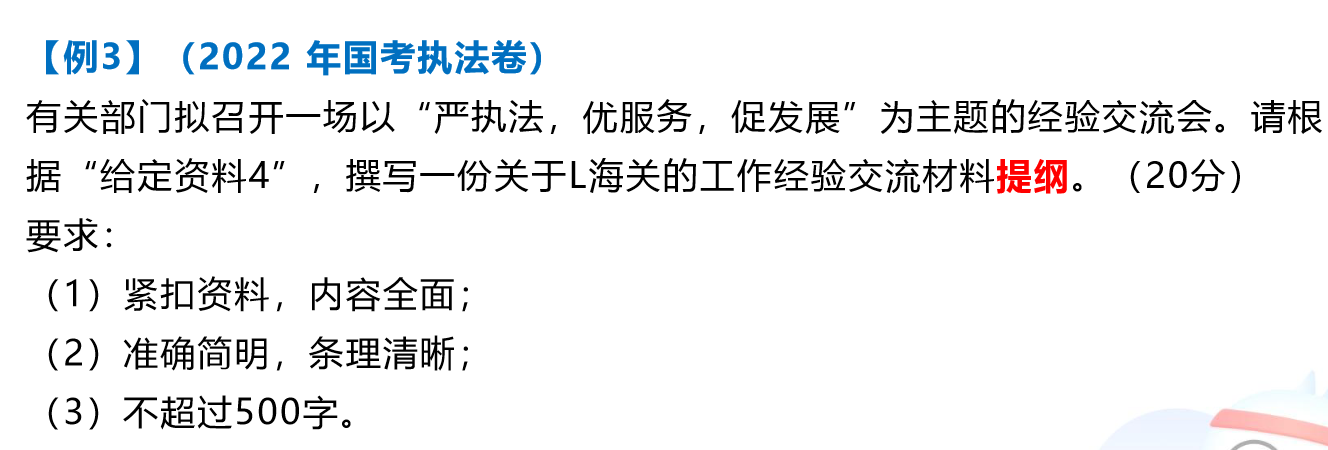 【例3】（2022 年国考执法卷）
有关部门拟召开一场以“严执法，优服务，促发展”为主题的经验交流会。请根
据“给定资料4”，撰写一份关于L海关的工作经验交流材料提纲。（20分）
要求：
（1）紧扣资料，内容全面；
（2）准确简明，条理清晰；
（3）不超过500字。